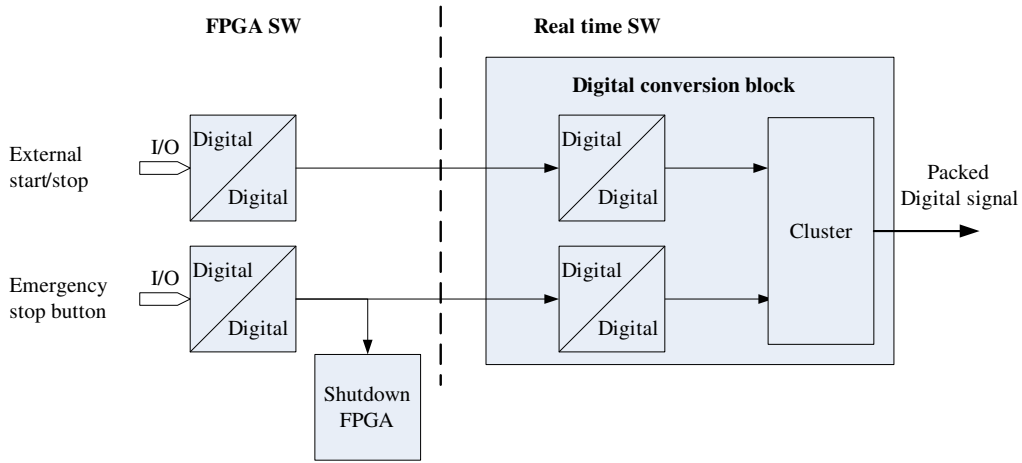 FPGA SW
Real time SW
Digital conversion block
External
start/stop
I/O
Digital
Digital
Digital
Digital
Cluster
Packed
Digital signal
Emergency
stop button
I/O
Digital
Digital
Digital
Digital
Shutdown
FPGA